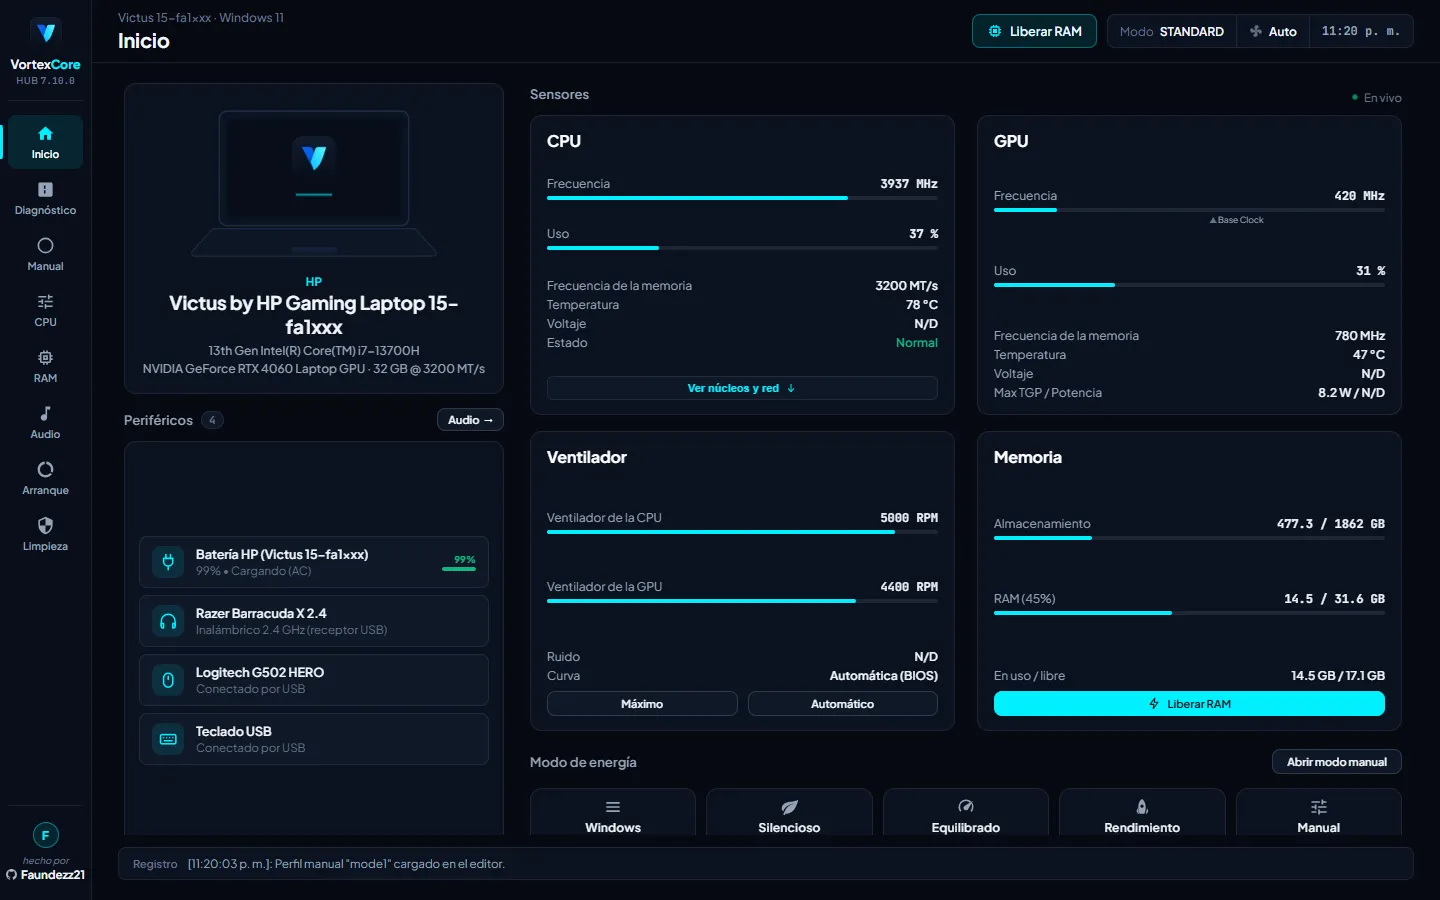 VortexCore
HUB 7.10.0
Inicio
Diagnóstico
Manual
CPU
RAM
Audio
Arranque
Limpieza
F
hecho por
Faundezz21
Victus 15-fa1xxx · Windows 11
Inicio
Liberar RAM
Modo STANDARD
Auto
11:20 p. m.
HP
Victus by HP Gaming Laptop 15-
fa1xxx
13th Gen Intel(R) Core(TM) i7-13700H
NVIDIA GeForce RTX 4060 Laptop GPU · 32 GB @ 3200 MT/s
Periféricos 4
Audio →
Batería HP (Victus 15-fa1xxx)
99% • Cargando (AC)
99%
Razer Barracuda X 2.4
Inalámbrico 2.4 GHz (receptor USB)
Logitech G502 HERO
Conectado por USB
Teclado USB
Conectado por USB
Sensores
En vivo
CPU
Frecuencia 3937 MHz
Uso 37 %
Frecuencia de la memoria 3200 MT/s
Temperatura 78 °C
Voltaje N/D
Estado Normal
Ver núcleos y red ↓
GPU
Frecuencia 420 MHz
▲Base Clock
Uso 31 %
Frecuencia de la memoria 780 MHz
Temperatura 47 °C
Voltaje N/D
Max TGP / Potencia 8.2 W / N/D
Ventilador
Ventilador de la CPU 5000 RPM
Ventilador de la GPU 4400 RPM
Ruido N/D
Curva Automática (BIOS)
Máximo
Automático
Memoria
Almacenamiento 477.3 / 1862 GB
RAM (45%) 14.5 / 31.6 GB
En uso / libre 14.5 GB / 17.1 GB
Liberar RAM
Modo de energía
Abrir modo manual
Windows
Silencioso
Equilibrado
Rendimiento
Manual
Registro [11:20:03 p. m.]: Perfil manual "mode1" cargado en el editor.